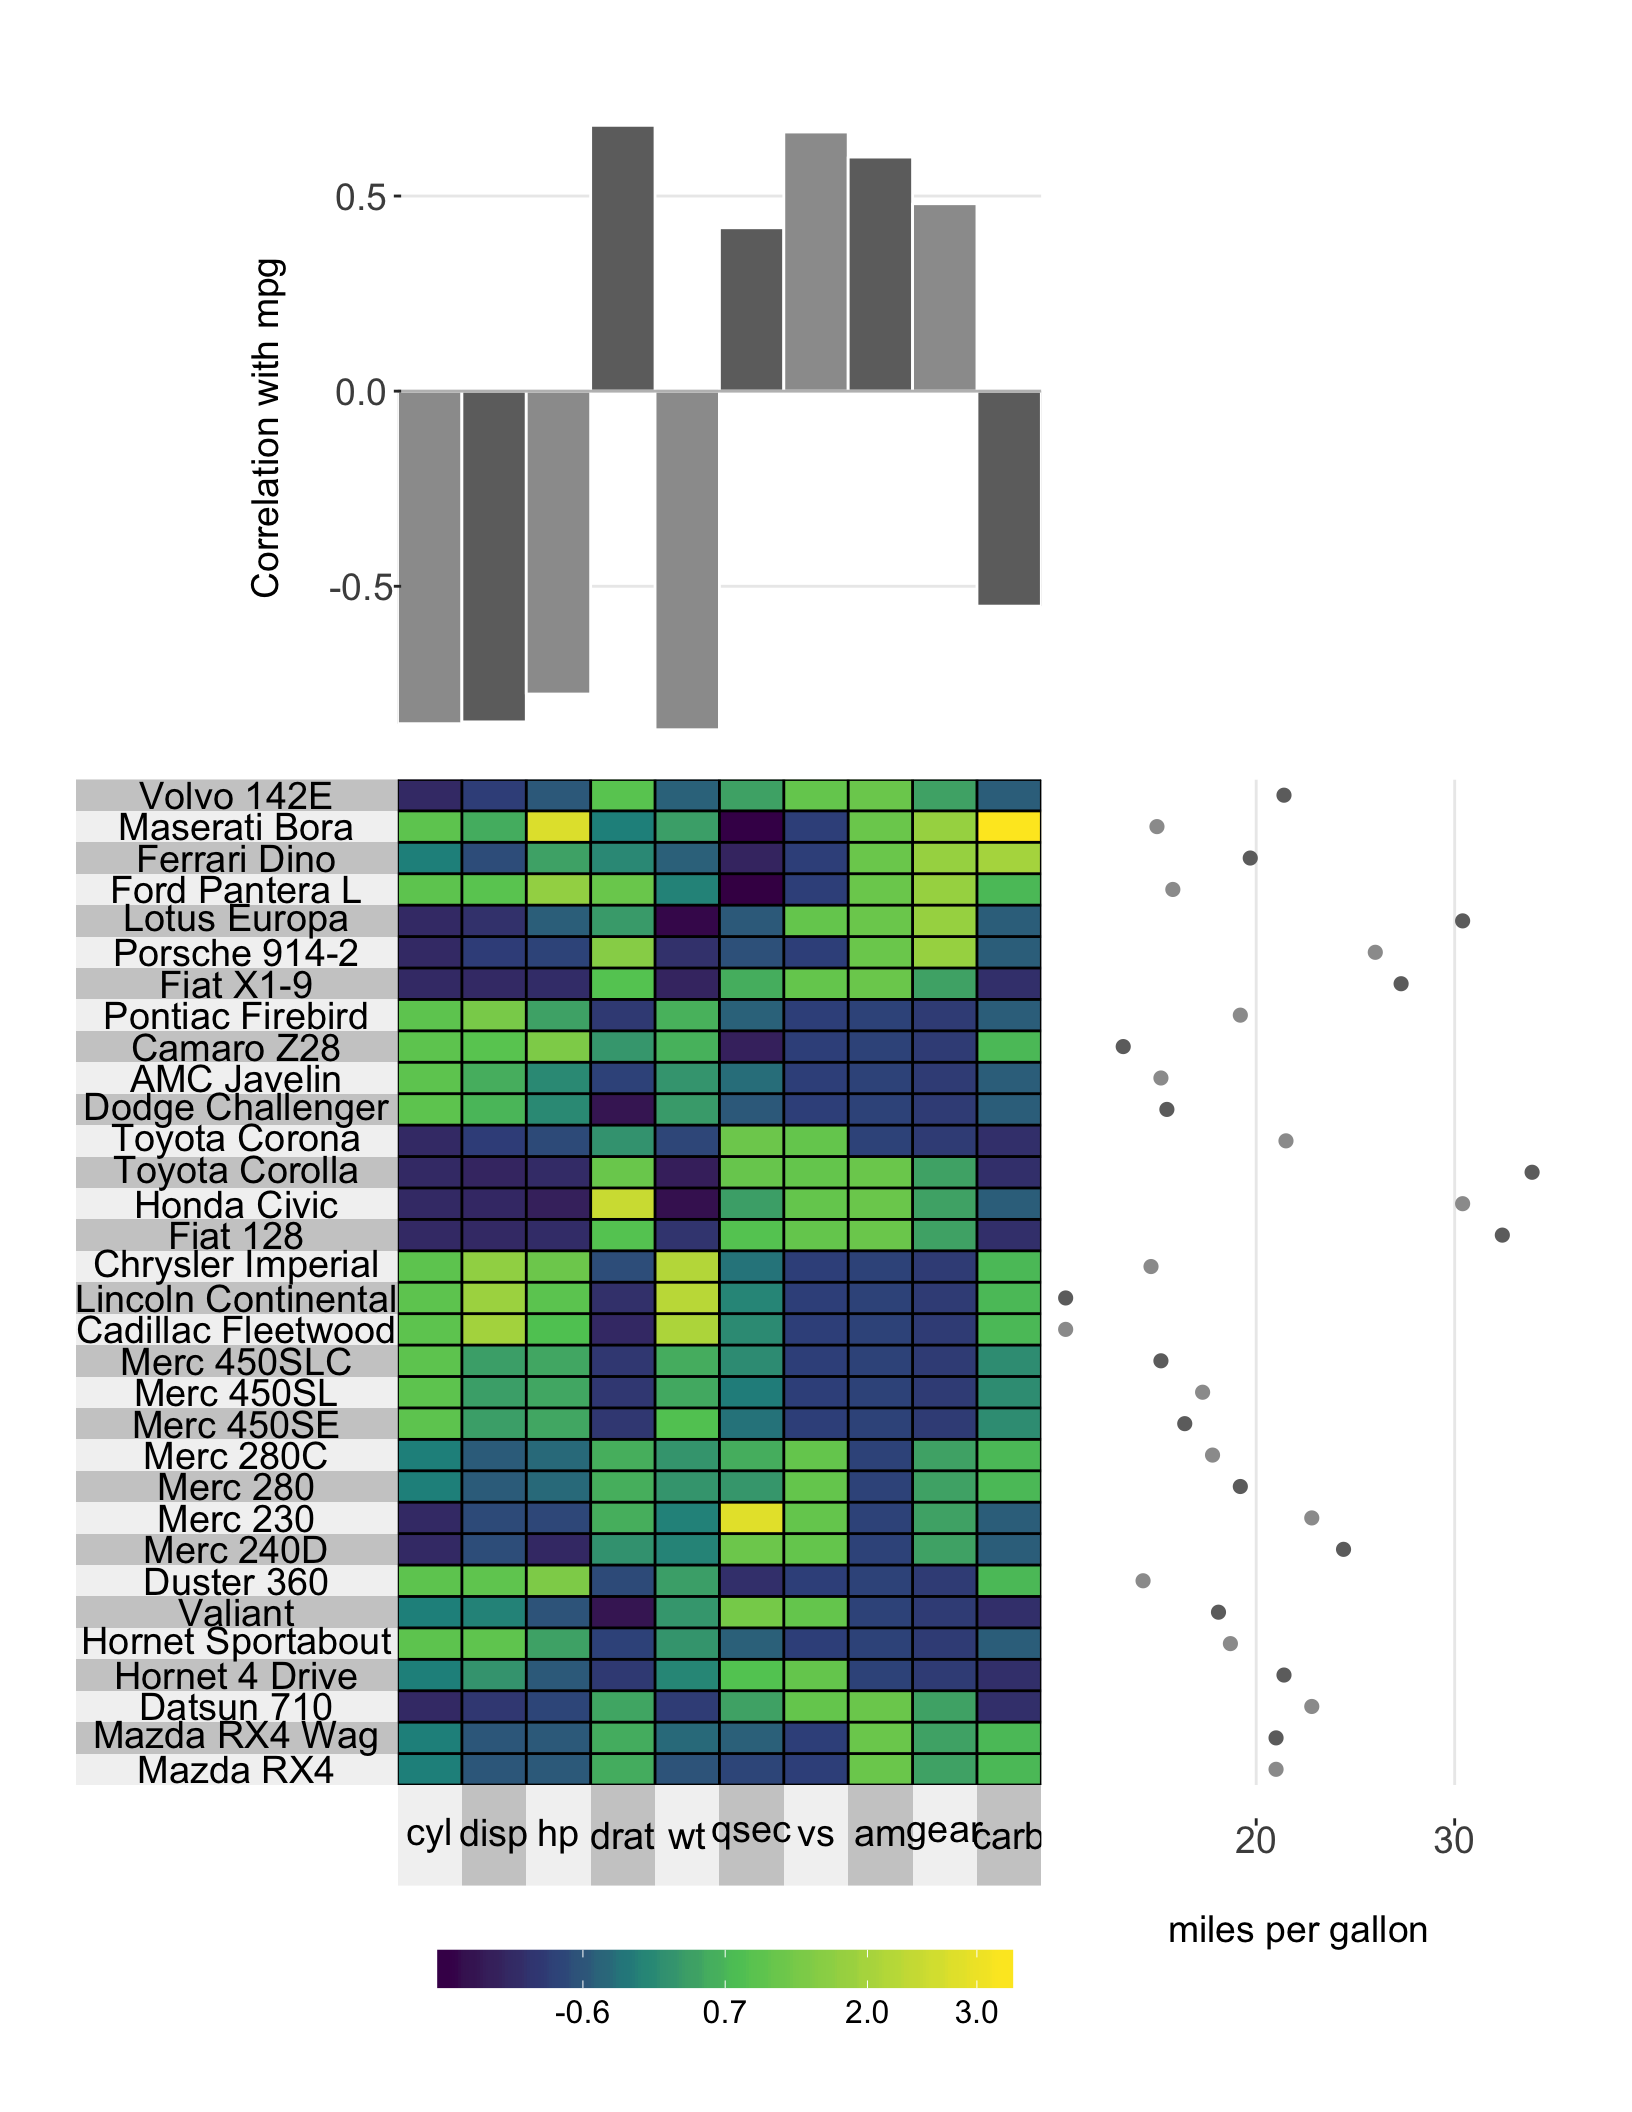 0.5
0.0
-0.5
Correlation with mpg
Volvo 142E
Maserati Bora
Ferrari Dino
Ford Pantera L
Lotus Europa
Porsche 914-2
Fiat X1-9
Pontiac Firebird
Camaro Z28
AMC Javelin
Dodge Challenger
Toyota Corona
Toyota Corolla
Honda Civic
Fiat 128
Chrysler Imperial
Lincoln Continental
Cadillac Fleetwood
Merc 450SLC
Merc 450SL
Merc 450SE
Merc 280C
Merc 280
Merc 230
Merc 240D
Duster 360
Valiant
Hornet Sportabout
Hornet 4 Drive
Datsun 710
Mazda RX4 Wag
Mazda RX4
cyl disp hp drat wt qsec vs am gear carb
20 30
miles per gallon
-0.6 0.7 2.0 3.0